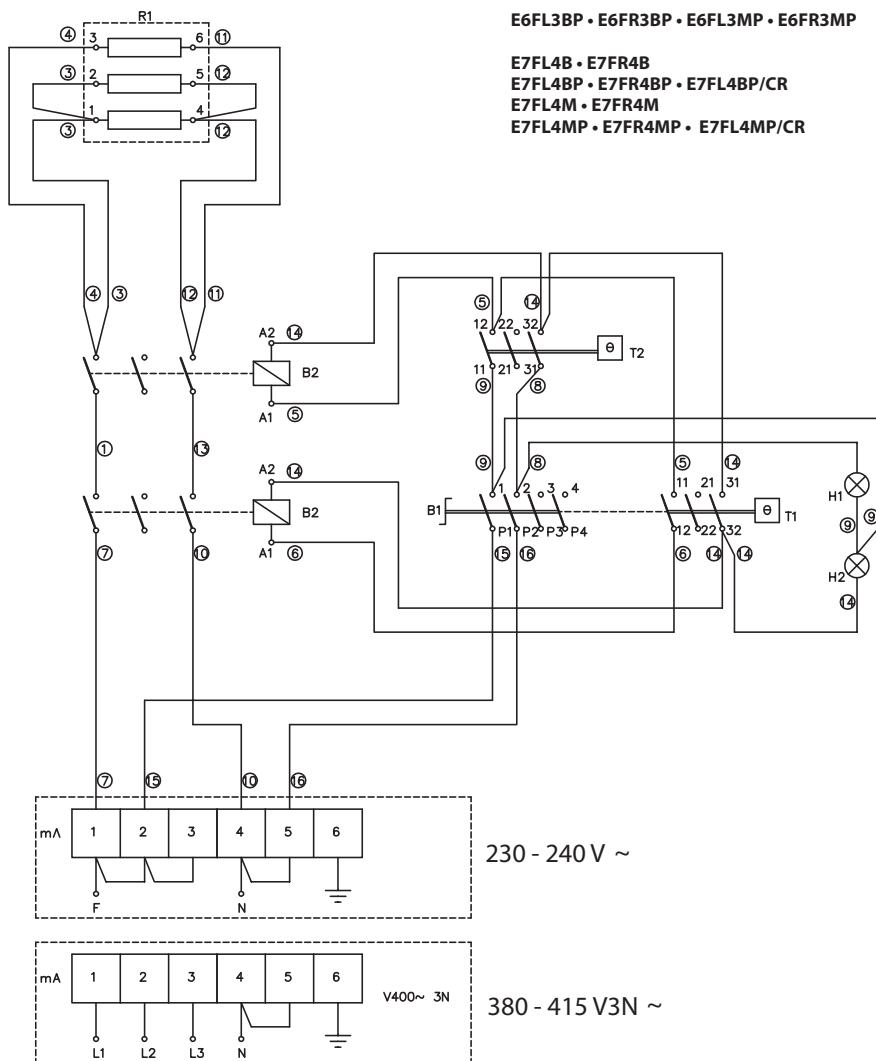 E6FL3BP • E6FR3BP • E6FL3MP • E6FR3MP
E7FL4B • E7FR4B
E7FL4BP • E7FR4BP • E7FL4BP/CR
E7FL4M • E7FR4M
E7FL4MP • E7FR4MP • E7FL4MP/CR
R1
4 3 6 11
3 2 5 12
3 1 4 12
4 3 12 11
A2 14
B2
A1 5
5 14
12 22 32
θ T2
11 21 31
9 8
1 13
A2 14
B2
A1 6
7 10
9 8 5 14
1 2 3 4 11 21 31
B1
P1 P2 P3 P4 12 22 32
θ T1
15 16 6 14 14
H1
9 9
H2
14
7 15 10 16
mA 1 2 3 4 5 6
F N
230 - 240 V ~
mA 1 2 3 4 5 6
V400~ 3N
L1 L2 L3 N
380 - 415 V3N ~